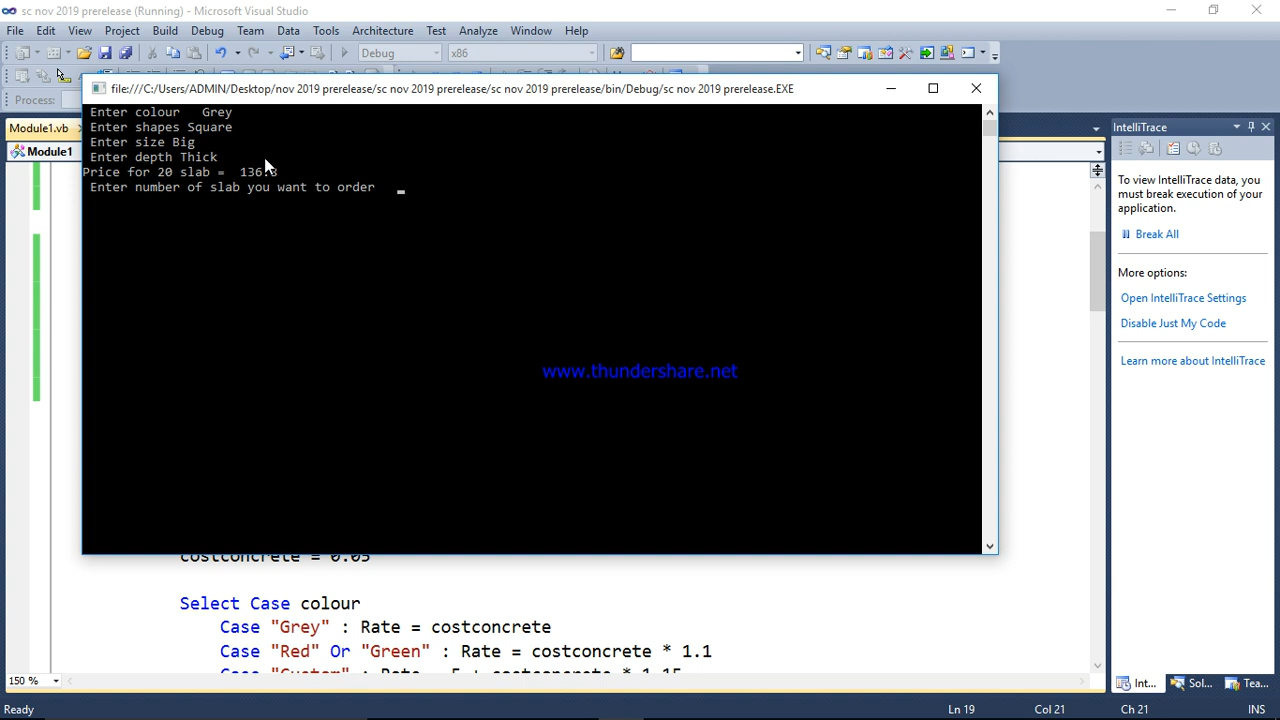 sc nov 2019 prerelease (Running) - Microsoft Visual Studio
File Edit View Project Build Debug Team Data Tools Architecture Test Analyze Window Help
Debug x86
Process:
file:///C:/Users/ADMIN/Desktop/nov 2019 prerelease/sc nov 2019 prerelease/sc nov 2019 prerelease/bin/Debug/sc nov 2019 prerelease.EXE
Enter colour Grey
Enter shapes Square
Enter size Big
Enter depth Thick
Price for 20 slab =
Enter number of slab you want to order
www.thundershare.net
Module1.vb
Module1
costconcrete = 0.05
Select Case colour
Case "Grey" : Rate = costconcrete
Case "Red" Or "Green" : Rate = costconcrete * 1.1
150 %
IntelliTrace
To view IntelliTrace data, you
must break execution of your
application.
Break All
More options:
Open IntelliTrace Settings
Disable Just My Code
Learn more about IntelliTrace
Int... Sol... Tea...
Ready Ln 19 Col 21 Ch 21 INS